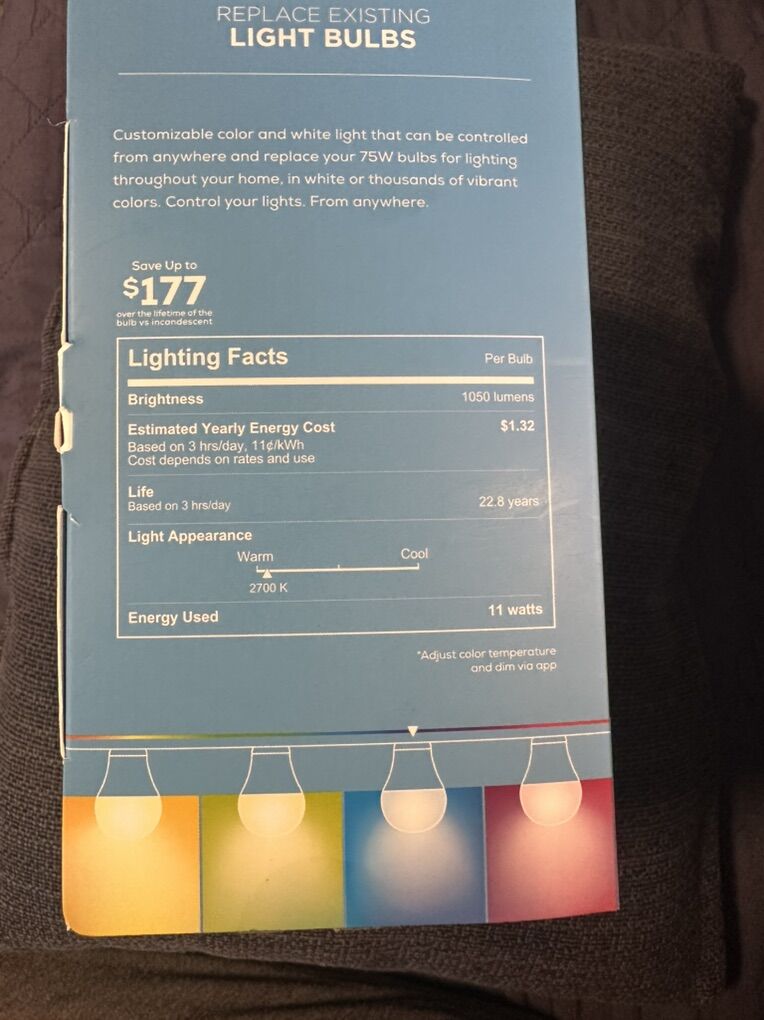 REPLACE EXISTING
LIGHT BULBS
Customizable color and white light that can be controlled
from anywhere and replace your 75W bulbs for lighting
throughout your home, in white or thousands of vibrant
colors. Control your lights. From anywhere.
Save Up to
$177
over the lifetime of the
bulb vs incandescent
Lighting Facts Per Bulb
Brightness 1050 lumens
Estimated Yearly Energy Cost $1.32
Based on 3 hrs/day, 11¢/kWh
Cost depends on rates and use
Life
Based on 3 hrs/day 22.8 years
Light Appearance
Warm Cool
2700 K
Energy Used 11 watts
*Adjust color temperature
and dim via app